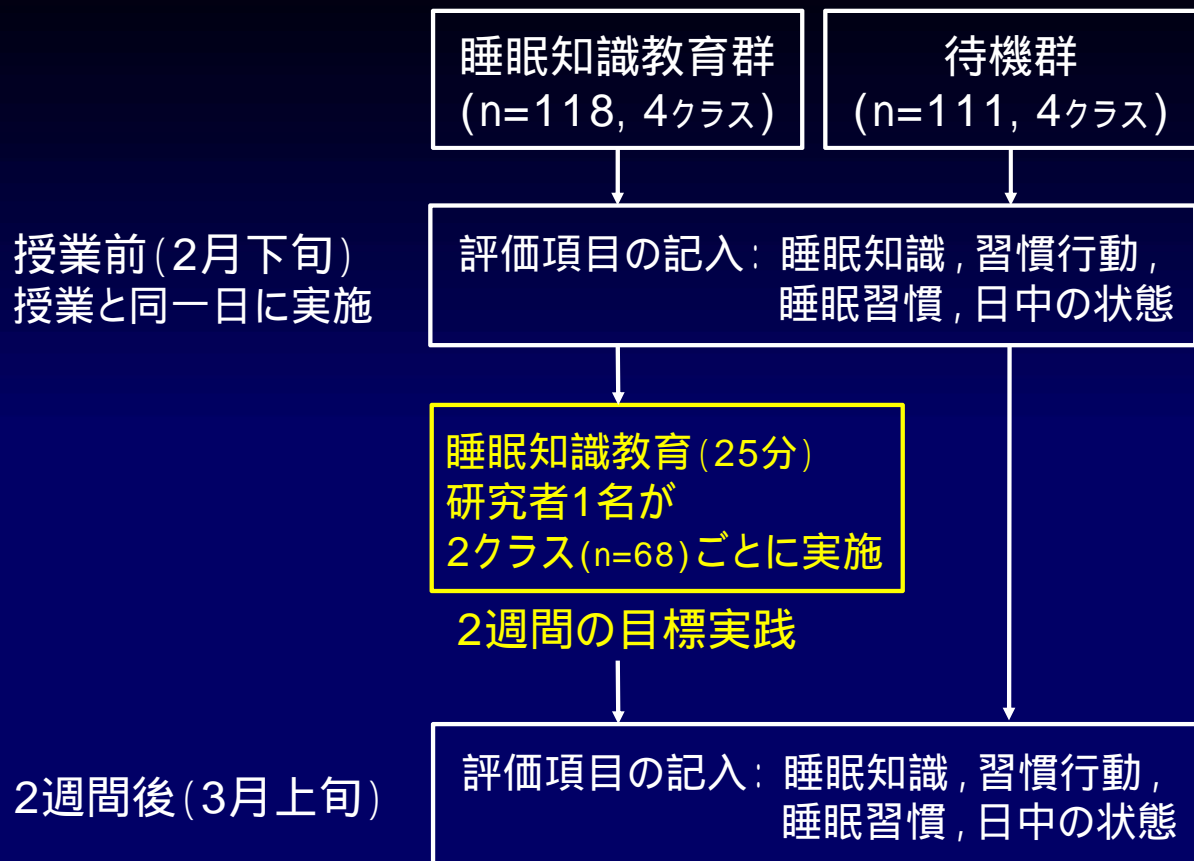 睡眠知識教育群
(n=118, 4クラス)
待機群
(n=111, 4クラス)
授業前(2月下旬)
授業と同一日に実施
評価項目の記入: 睡眠知識, 習慣行動,
睡眠習慣, 日中の状態
睡眠知識教育(25分)
研究者1名が
2クラス(n=68)ごとに実施
2週間の目標実践
2週間後(3月上旬)
評価項目の記入: 睡眠知識, 習慣行動,
睡眠習慣, 日中の状態